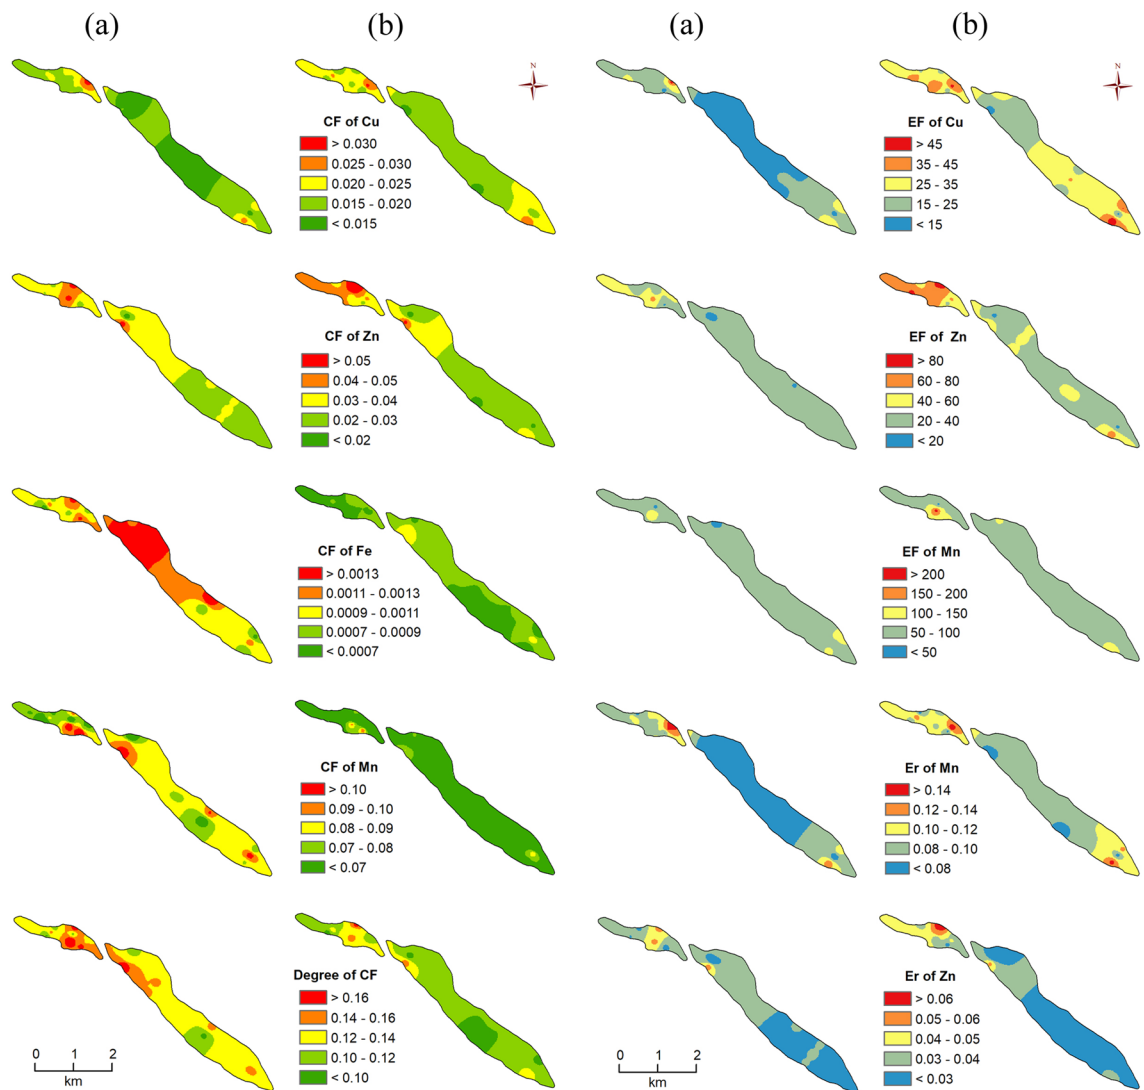 (a) (b) (a) (b)
N N
CF of Cu
> 0.030
0.025 - 0.030
0.020 - 0.025
0.015 - 0.020
< 0.015
EF of Cu
> 45
35 - 45
25 - 35
15 - 25
< 15
CF of Zn
> 0.05
0.04 - 0.05
0.03 - 0.04
0.02 - 0.03
< 0.02
EF of Zn
> 80
60 - 80
40 - 60
20 - 40
< 20
CF of Fe
> 0.0013
0.0011 - 0.0013
0.0009 - 0.0011
0.0007 - 0.0009
< 0.0007
EF of Mn
> 200
150 - 200
100 - 150
50 - 100
< 50
CF of Mn
> 0.10
0.09 - 0.10
0.08 - 0.09
0.07 - 0.08
< 0.07
Er of Mn
> 0.14
0.12 - 0.14
0.10 - 0.12
0.08 - 0.10
< 0.08
Degree of CF
> 0.16
0.14 - 0.16
0.12 - 0.14
0.10 - 0.12
< 0.10
0 1 2
km
Er of Zn
> 0.06
0.05 - 0.06
0.04 - 0.05
0.03 - 0.04
< 0.03
0 1 2
km